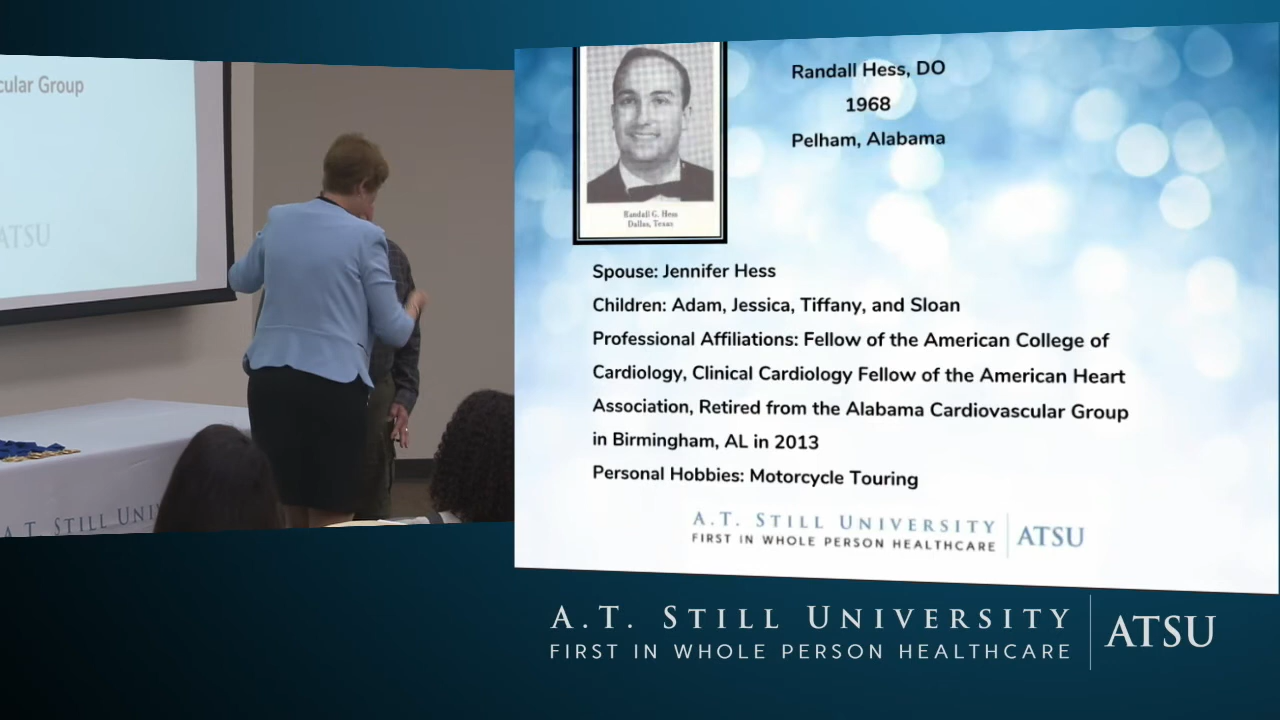 cular Group
ATSU
A.T. STILL UNIV
Randall G. Hess
Dallas, Texas
Randall Hess, DO
1968
Pelham, Alabama
Spouse: Jennifer Hess
Children: Adam, Jessica, Tiffany, and Sloan
Professional Affiliations: Fellow of the American College of
Cardiology, Clinical Cardiology Fellow of the American Heart
Association, Retired from the Alabama Cardiovascular Group
in Birmingham, AL in 2013
Personal Hobbies: Motorcycle Touring
A.T. STILL UNIVERSITY
FIRST IN WHOLE PERSON HEALTHCARE
ATSU
A.T. STILL UNIVERSITY
FIRST IN WHOLE PERSON HEALTHCARE
ATSU